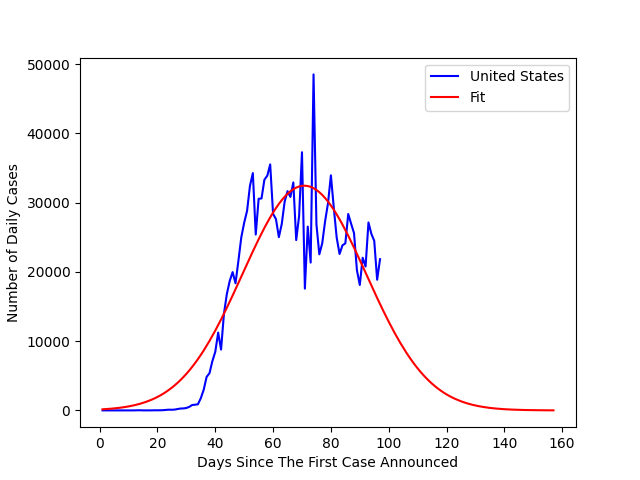 United States
Fit
50000
40000
30000
20000
10000
0
Number of Daily Cases
0 20 40 60 80 100 120 140 160
Days Since The First Case Announced